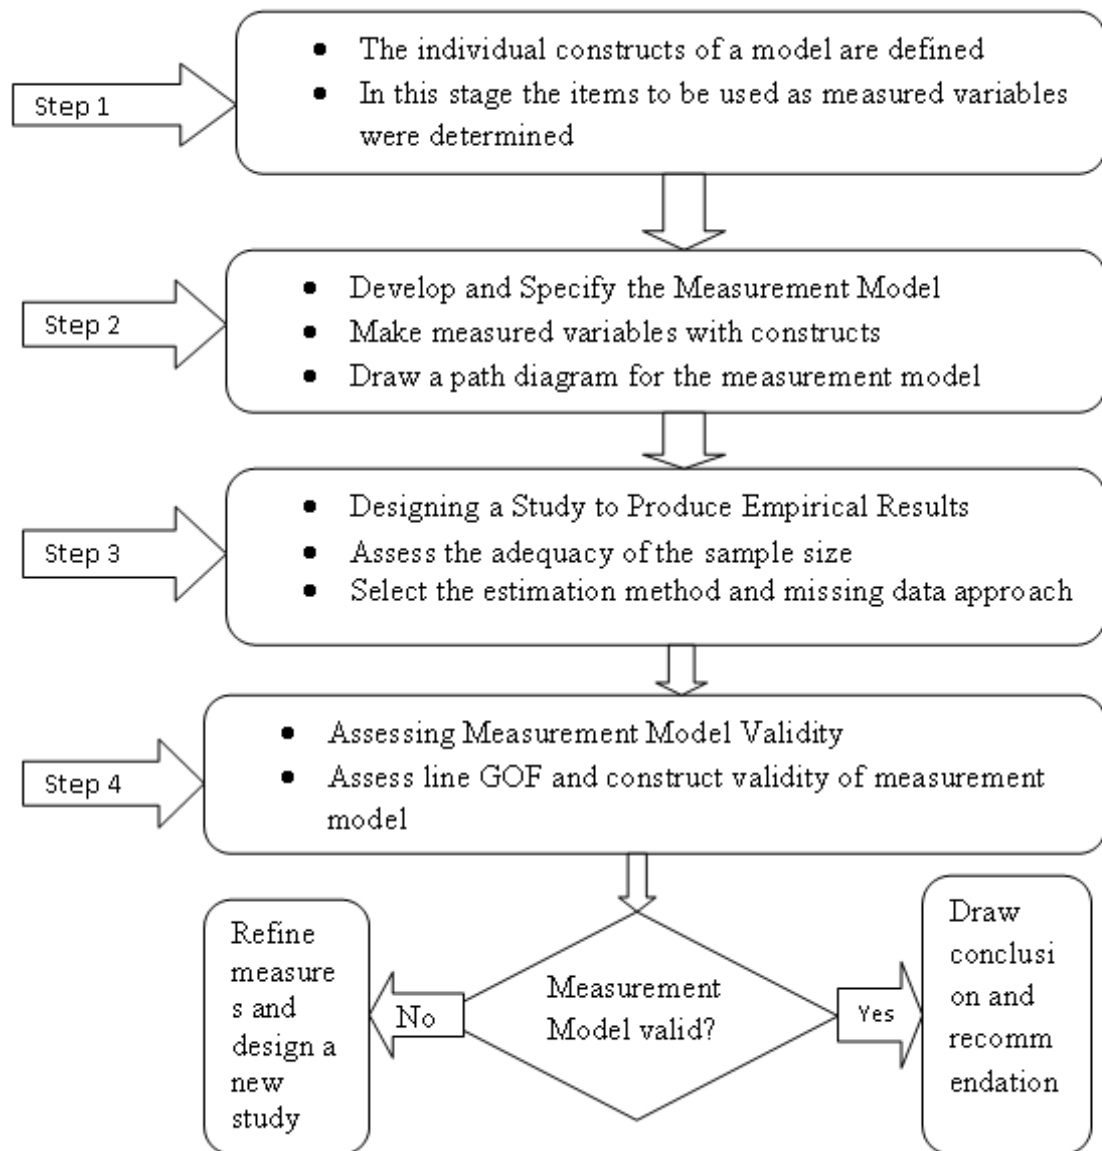 Step 1
• The individual constructs of a model are defined
• In this stage the items to be used as measured variables
were determined
Step 2
• Develop and Specify the Measurement Model
• Make measured variables with constructs
• Draw a path diagram for the measurement model
Step 3
• Designing a Study to Produce Empirical Results
• Assess the adequacy of the sample size
• Select the estimation method and missing data approach
Step 4
• Assessing Measurement Model Validity
• Assess line GOF and construct validity of measurement
model
Refine
measure
s and
design a
new
study
No
Measurement
Model valid?
Yes
Draw
conclusi
on and
recomm
endation